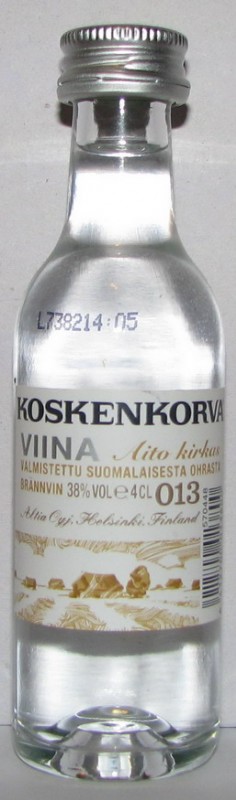 L738214:05
KOSKENKORVA
VIINA Aito kirkas
VALMISTETTU SUOMALAISESTA OHRASTA
BRÄNNVIN 38% VOL e 4 CL 013
Altia Oyj, Helsinki, Finland
570448